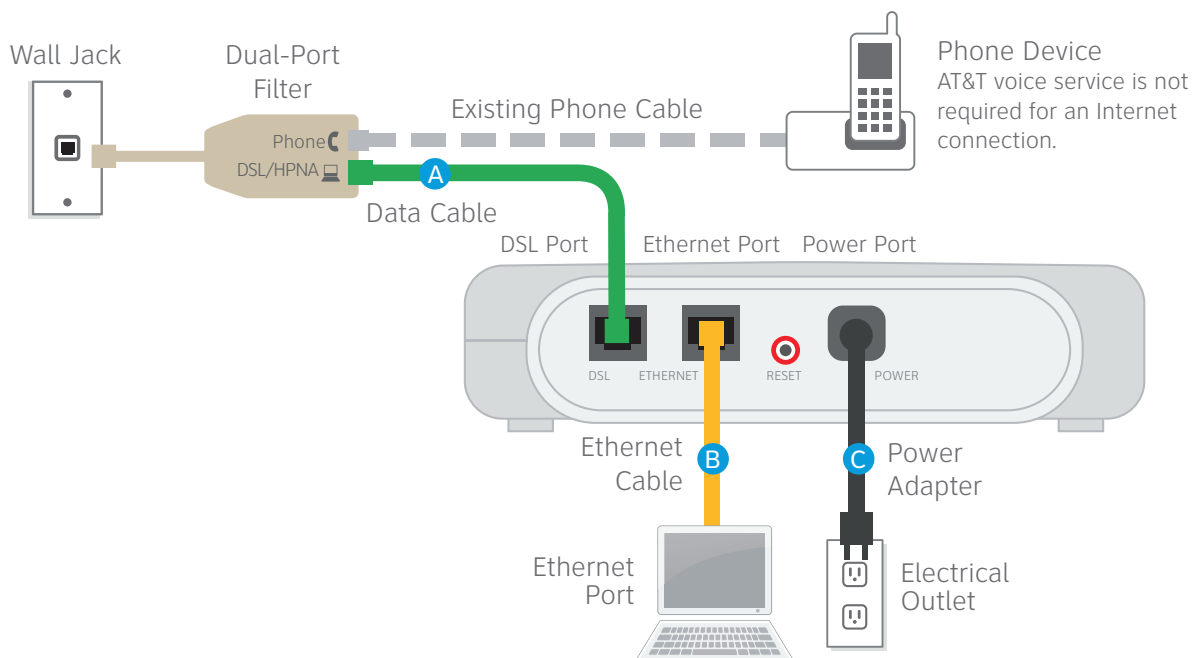 Wall Jack
Dual-Port
Filter
Phone
DSL/HPNA
Existing Phone Cable
Phone Device
AT&T voice service is not
required for an Internet
connection.
A
Data Cable
DSL Port
Ethernet Port
Power Port
DSL
ETHERNET
RESET
POWER
Ethernet
Cable
B
C
Power
Adapter
Ethernet
Port
Electrical
Outlet